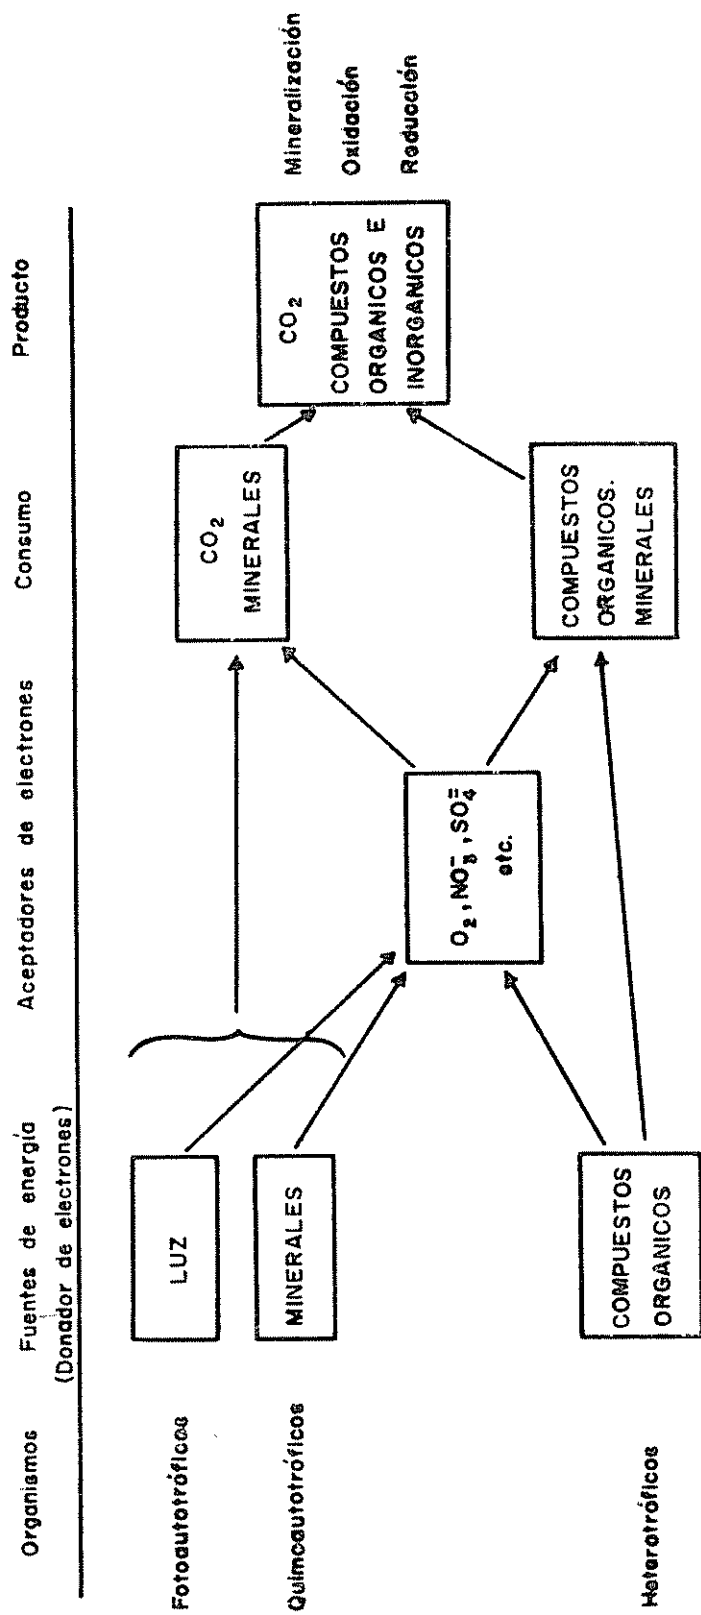 Organismos Fuentes de energía Aceptadores de electrones Consumo Producto
(Donador de electrones)
Fotoautotróficos
LUZ
Quimcautotróficos
MINERALES
Heterotróficos
COMPUESTOS
ORGANICOS
O₂, NO₃⁻, SO₄⁼
etc.
CO₂
MINERALES
COMPUESTOS
ORGANICOS.
MINERALES
CO₂
COMPUESTOS
ORGANICOS E
INORGANICOS
Mineralización
Oxidación
Reducción